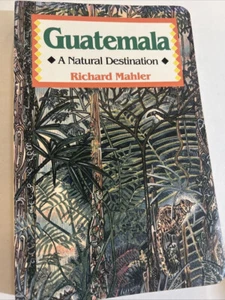 Guatemala
◆ A Natural Destination ◆
Richard Mahler